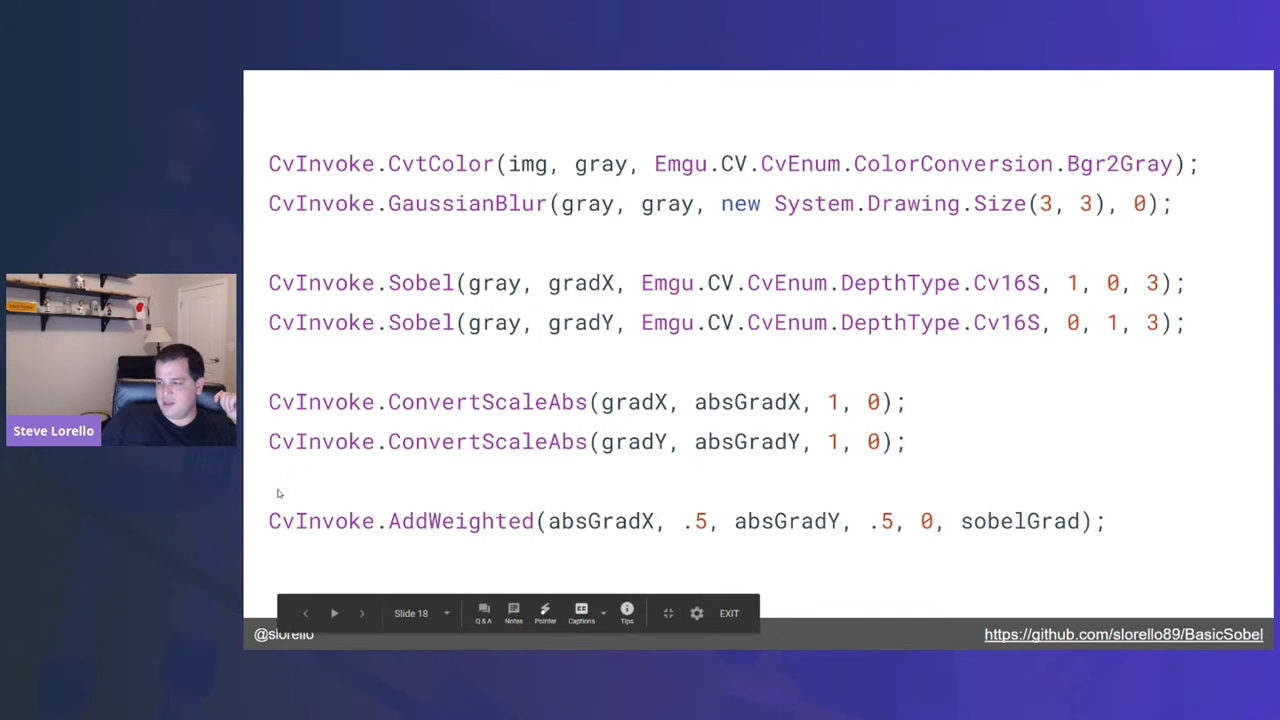 CvInvoke.CvtColor(img, gray, Emgu.CV.CvEnum.ColorConversion.Bgr2Gray);
CvInvoke.GaussianBlur(gray, gray, new System.Drawing.Size(3, 3), 0);
CvInvoke.Sobel(gray, gradX, Emgu.CV.CvEnum.DepthType.Cv16S, 1, 0, 3);
CvInvoke.Sobel(gray, gradY, Emgu.CV.CvEnum.DepthType.Cv16S, 0, 1, 3);
CvInvoke.ConvertScaleAbs(gradX, absGradX, 1, 0);
CvInvoke.ConvertScaleAbs(gradY, absGradY, 1, 0);
CvInvoke.AddWeighted(absGradX, .5, absGradY, .5, 0, sobelGrad);
Steve Lorello
Slide 18
Q&A Notes Pointer Captions Tips EXIT
@slorello
https://github.com/slorello89/BasicSobel